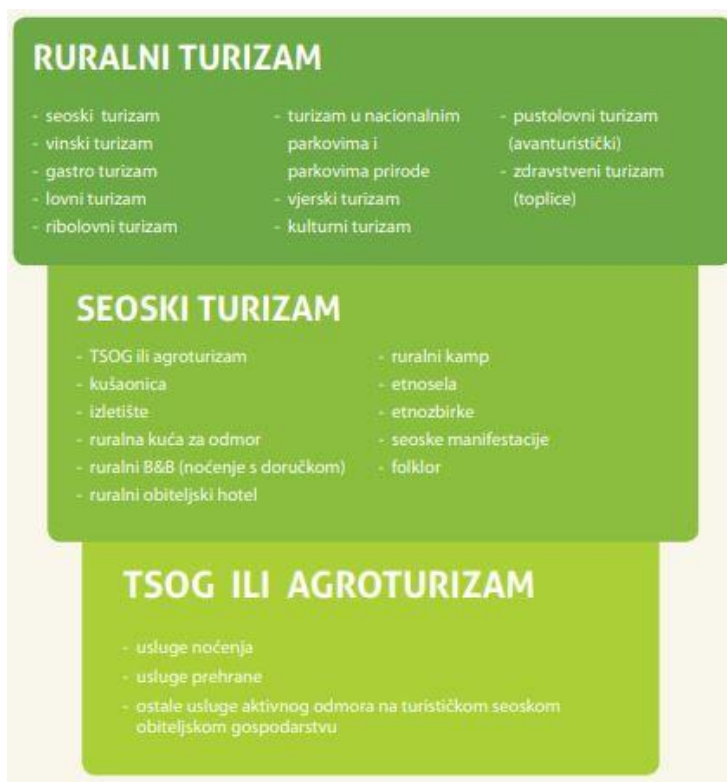 RURALNI TURIZAM
- seoski turizam
- vinski turizam
- gastro turizam
- lovni turizam
- ribolovni turizam
- turizam u nacionalnim
parkovima i
parkovima prirode
- vjerski turizam
- kulturni turizam
- pustolovni turizam
(avanturistički)
- zdravstveni turizam
(toplice)
SEOSKI TURIZAM
- TSOG ili agroturizam
- kušaonica
- izletište
- ruralna kuća za odmor
- ruralni B&B (noćenje s doručkom)
- ruralni obiteljski hotel
- ruralni kamp
- etnosela
- etnozbirke
- seoske manifestacije
- folklor
TSOG ILI AGROTURIZAM
- usluge noćenja
- usluge prehrane
- ostale usluge aktivnog odmora na turističkom seoskom
obiteljskom gospodarstvu